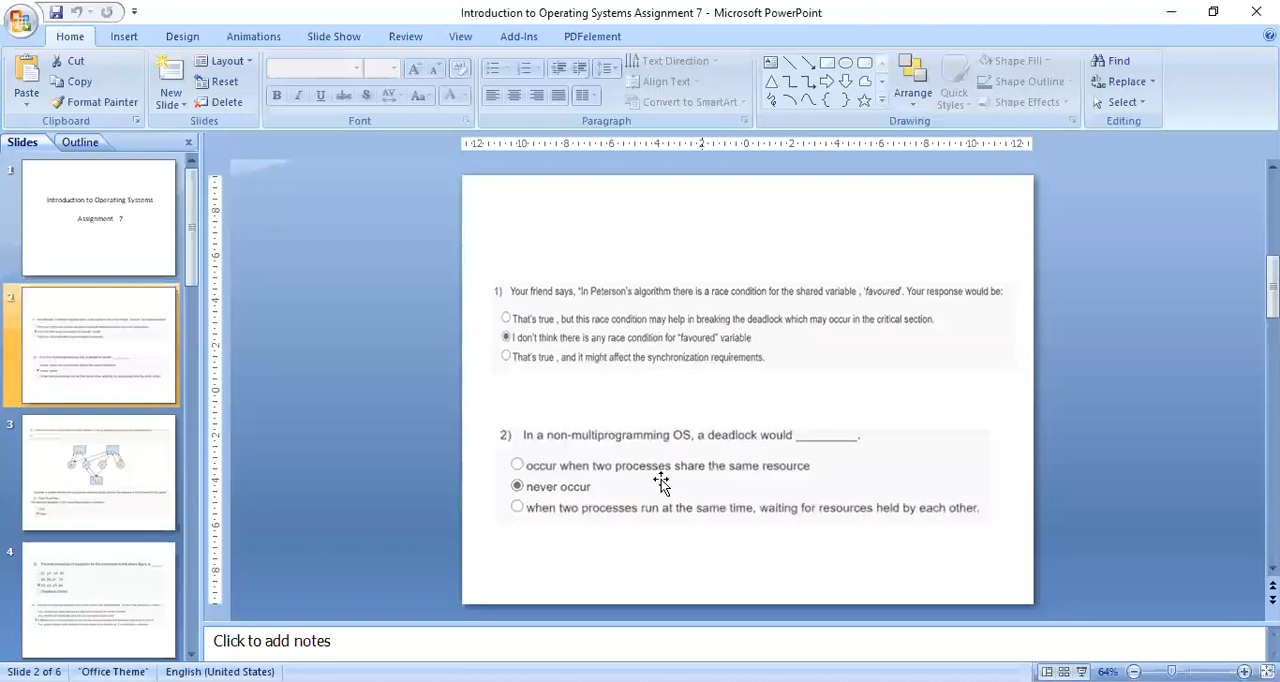 Introduction to Operating Systems Assignment 7 - Microsoft PowerPoint
Home Insert Design Animations Slide Show Review View Add-Ins PDFelement
Paste
Cut
Copy
Format Painter
Clipboard
New Slide
Layout
Reset
Delete
Slides
B I U abc S AV Aa A
Font
Text Direction
Align Text
Convert to SmartArt
Paragraph
Arrange
Quick Styles
Shape Fill
Shape Outline
Shape Effects
Drawing
Find
Replace
Select
Editing
Slides Outline
1
Introduction to Operating Systems
Assignment 7
2
3
4
1) Your friend says, "In Peterson's algorithm there is a race condition for the shared variable , 'favoured'. Your response would be:
That's true , but this race condition may help in breaking the deadlock which may occur in the critical section.
I don't think there is any race condition for "favoured" variable
That's true , and it might affect the synchronization requirements.
2) In a non-multiprogramming OS, a deadlock would _________.
occur when two processes share the same resource
never occur
when two processes run at the same time, waiting for resources held by each other.
Click to add notes
Slide 2 of 6 "Office Theme" English (United States) 64%